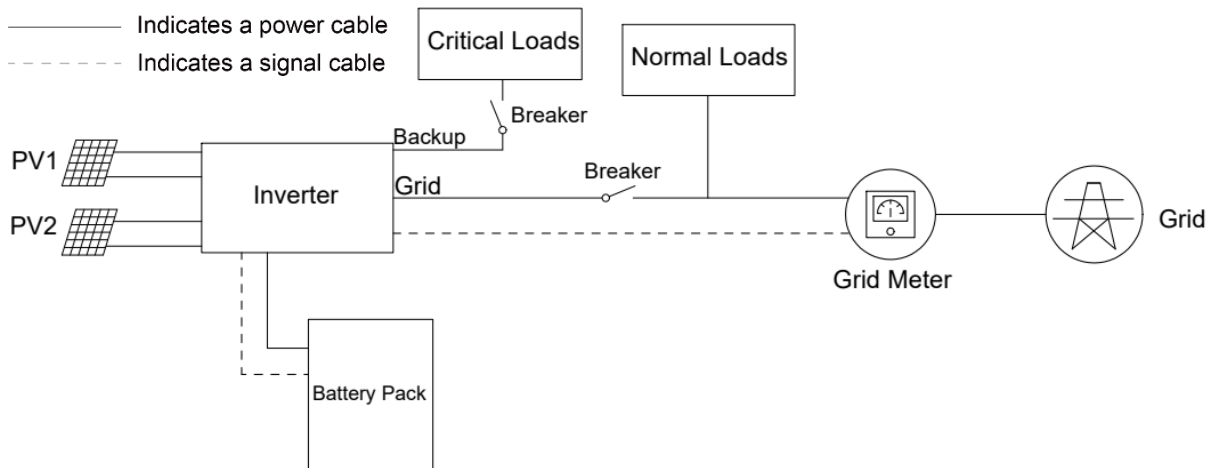 Indicates a power cable
Indicates a signal cable
Critical Loads
Normal Loads
Breaker
Backup
PV1
Inverter
Grid
Breaker
PV2
Grid
Grid Meter
Battery Pack